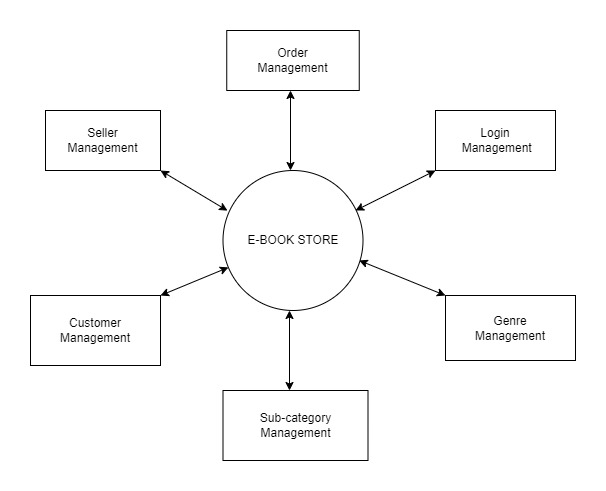 Order
Management
Seller
Management
Login
Management
E-BOOK STORE
Customer
Management
Genre
Management
Sub-category
Management